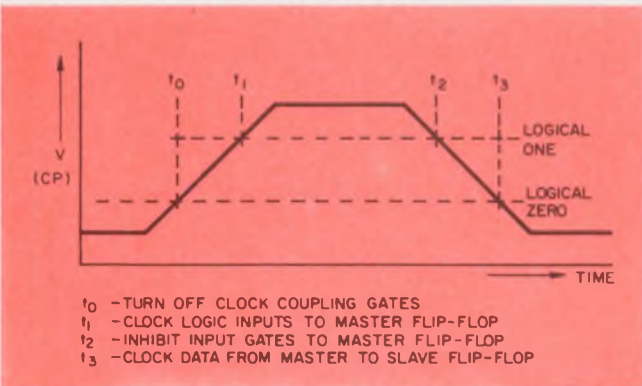 t0 t1 t2 t3
LOGICAL
ONE
V
(CP)
LOGICAL
ZERO
TIME
t0 - TURN OFF CLOCK COUPLING GATES
t1 - CLOCK LOGIC INPUTS TO MASTER FLIP-FLOP
t2 - INHIBIT INPUT GATES TO MASTER FLIP-FLOP
t3 - CLOCK DATA FROM MASTER TO SLAVE FLIP-FLOP